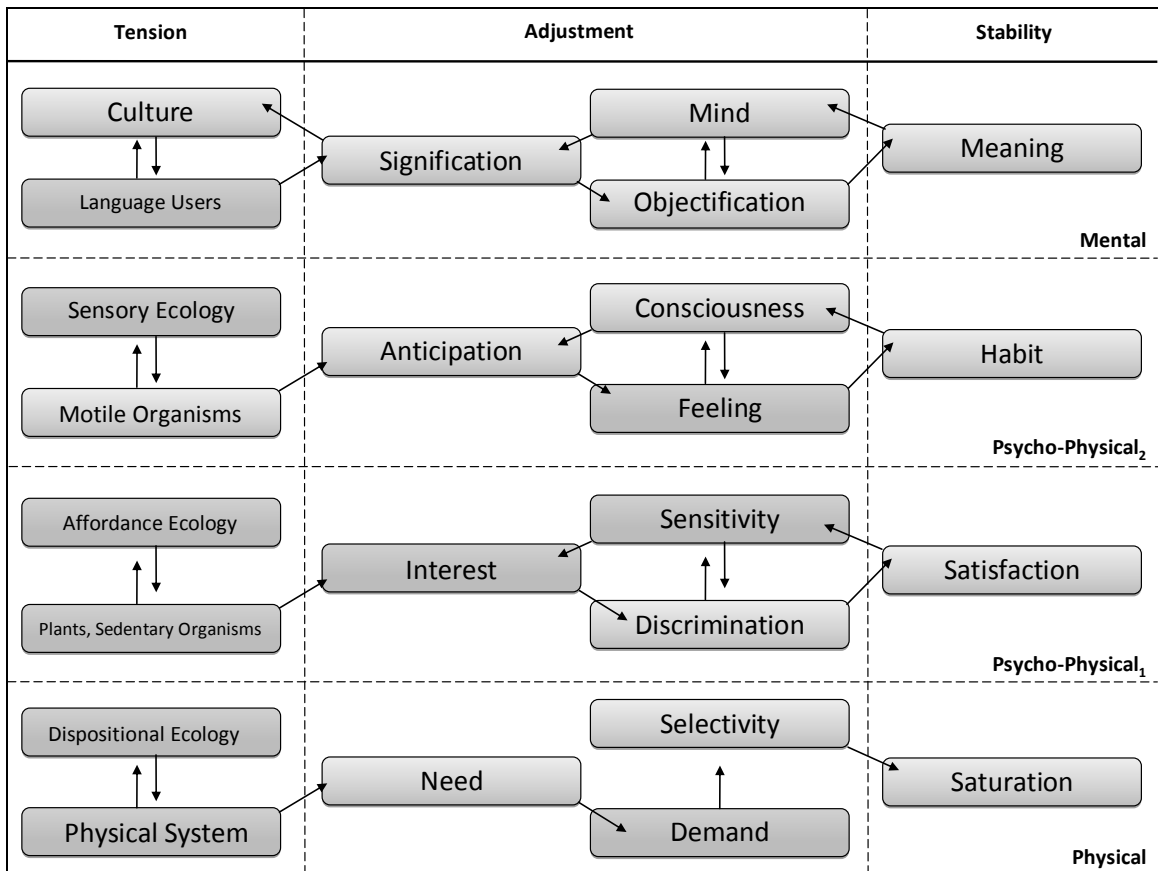 Tension
Adjustment
Stability
Culture
Mind
Signification
Meaning
Language Users
Objectification
Mental
Sensory Ecology
Consciousness
Anticipation
Habit
Motile Organisms
Feeling
Psycho-Physical₂
Affordance Ecology
Sensitivity
Interest
Satisfaction
Plants, Sedentary Organisms
Discrimination
Psycho-Physical₁
Dispositional Ecology
Selectivity
Need
Saturation
Physical System
Demand
Physical